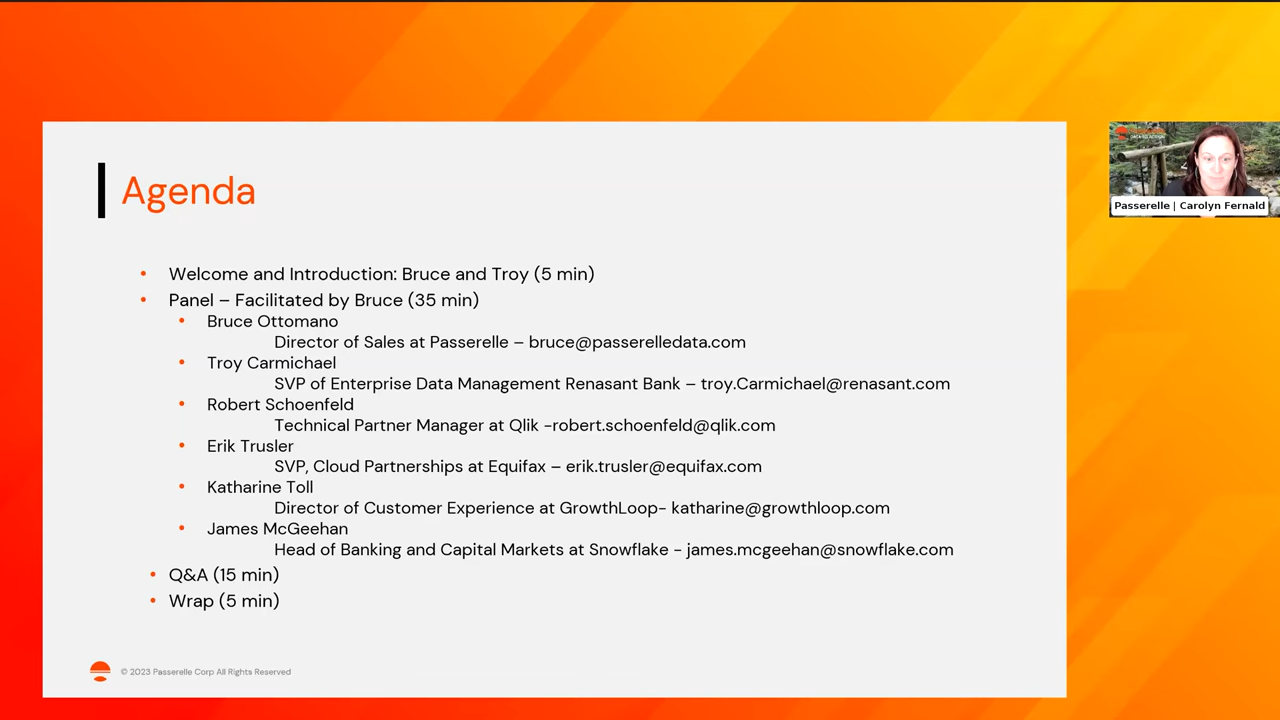 Agenda
• Welcome and Introduction: Bruce and Troy (5 min)
• Panel – Facilitated by Bruce (35 min)
• Bruce Ottomano
Director of Sales at Passerelle – bruce@passerelledata.com
• Troy Carmichael
SVP of Enterprise Data Management Renasant Bank – troy.Carmichael@renasant.com
• Robert Schoenfeld
Technical Partner Manager at Qlik -robert.schoenfeld@qlik.com
• Erik Trusler
SVP, Cloud Partnerships at Equifax – erik.trusler@equifax.com
• Katharine Toll
Director of Customer Experience at GrowthLoop- katharine@growthloop.com
• James McGeehan
Head of Banking and Capital Markets at Snowflake - james.mcgeehan@snowflake.com
• Q&A (15 min)
• Wrap (5 min)
© 2023 Passerelle Corp All Rights Reserved
Passerelle | Carolyn Fernald